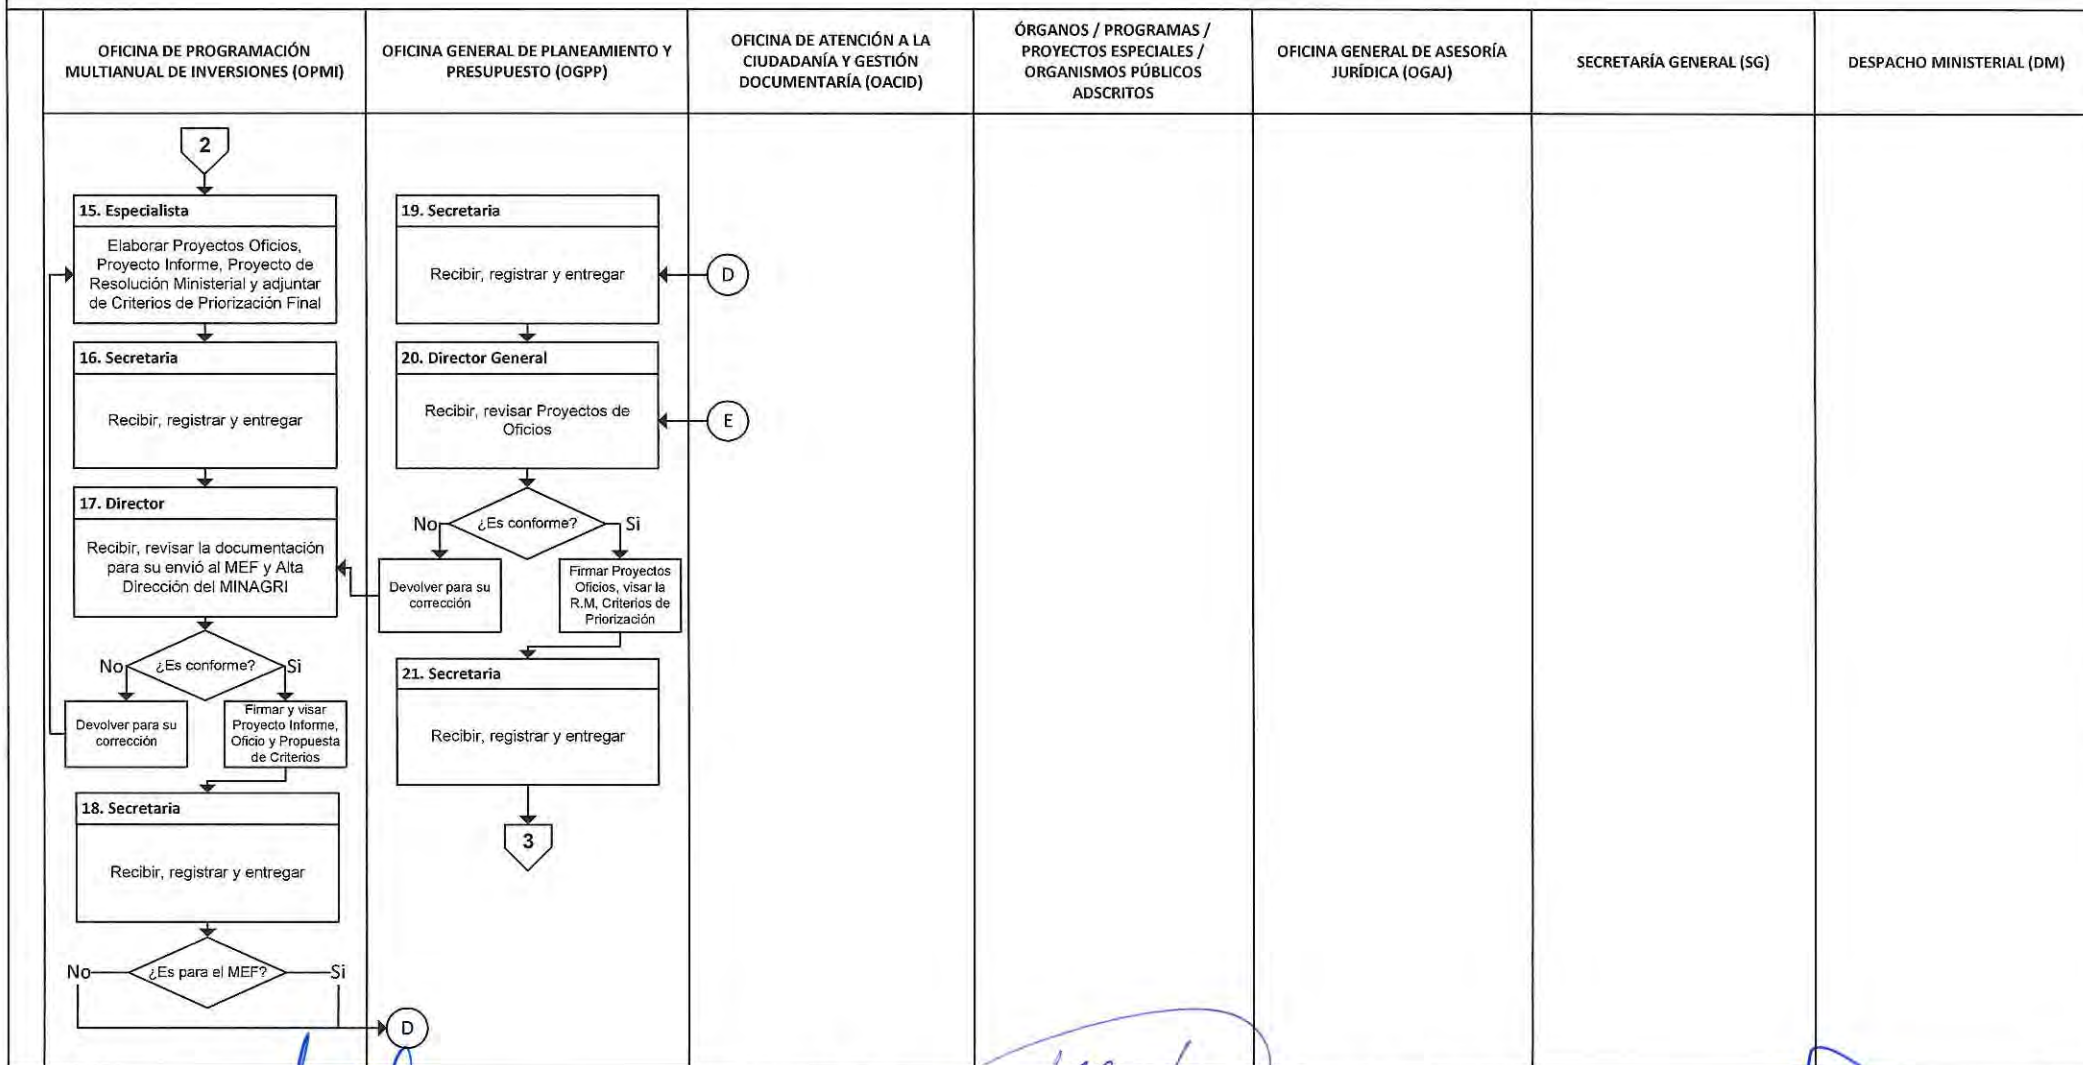 OFICINA DE PROGRAMACIÓN
MULTIANUAL DE INVERSIONES (OPMI)
OFICINA GENERAL DE PLANEAMIENTO Y
PRESUPUESTO (OGPP)
OFICINA DE ATENCIÓN A LA
CIUDADANÍA Y GESTIÓN
DOCUMENTARÍA (OACID)
ÓRGANOS / PROGRAMAS /
PROYECTOS ESPECIALES /
ORGANISMOS PÚBLICOS
ADSCRITOS
OFICINA GENERAL DE ASESORÍA
JURÍDICA (OGAJ)
SECRETARÍA GENERAL (SG)
DESPACHO MINISTERIAL (DM)
2
15. Especialista
Elaborar Proyectos Oficios,
Proyecto Informe, Proyecto de
Resolución Ministerial y adjuntar
de Criterios de Priorización Final
16. Secretaria
Recibir, registrar y entregar
17. Director
Recibir, revisar la documentación
para su envió al MEF y Alta
Dirección del MINAGRI
No
¿Es conforme?
Si
Devolver para su
corrección
Firmar y visar
Proyecto Informe,
Oficio y Propuesta
de Criterios
18. Secretaria
Recibir, registrar y entregar
No
¿Es para el MEF?
Si
D
19. Secretaria
Recibir, registrar y entregar
D
20. Director General
Recibir, revisar Proyectos de
Oficios
E
No
¿Es conforme?
Si
Devolver para su
corrección
Firmar Proyectos
Oficios, visar la
R.M, Criterios de
Priorización
21. Secretaria
Recibir, registrar y entregar
3